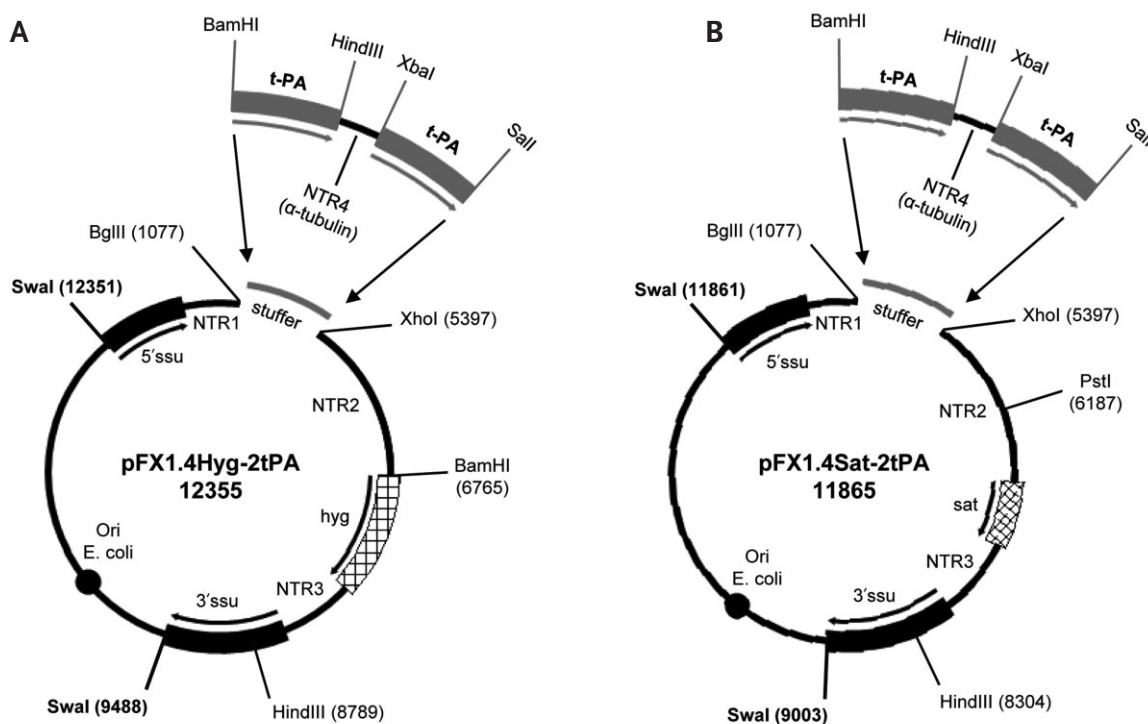 A
BamHI
HindIII
XbaI
SalI
t-PA
t-PA
NTR4
(α-tubulin)
BglII (1077)
SwaI (12351)
stuffer
NTR1
5′ssu
XhoI (5397)
NTR2
pFX1.4Hyg-2tPA
12355
BamHI
(6765)
hyg
Ori
E. coli
NTR3
3′ssu
SwaI (9488)
HindIII (8789)
B
BamHI
HindIII
XbaI
SalI
t-PA
t-PA
NTR4
(α-tubulin)
BglII (1077)
SwaI (11861)
stuffer
NTR1
5′ssu
XhoI (5397)
NTR2
PstI
(6187)
pFX1.4Sat-2tPA
11865
sat
Ori
E. coli
NTR3
3′ssu
SwaI (9003)
HindIII (8304)